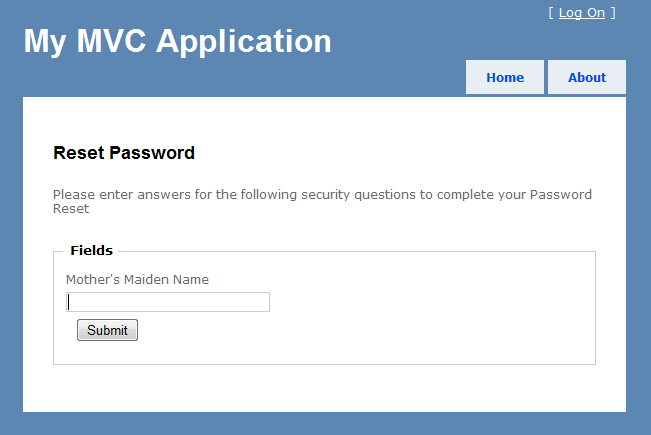 [ Log On ]
My MVC Application
Home
About
Reset Password
Please enter answers for the following security questions to complete your Password
Reset
Fields
Mother's Maiden Name
Submit